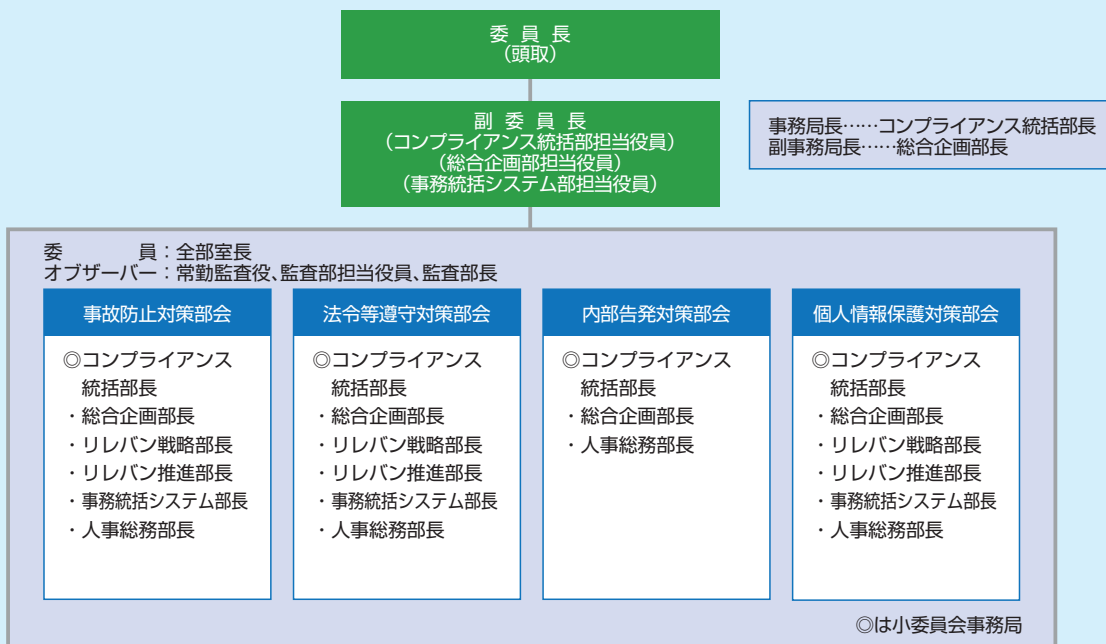 委 員 長
（頭取）
副 委 員 長
（コンプライアンス統括部担当役員）
（総合企画部担当役員）
（事務統括システム部担当役員）
事務局長……コンプライアンス統括部長
副事務局長……総合企画部長
委　　　員：全部室長
オブザーバー：常勤監査役、監査部担当役員、監査部長
事故防止対策部会
◎コンプライアンス
統括部長
・総合企画部長
・リレバン戦略部長
・リレバン推進部長
・事務統括システム部長
・人事総務部長
法令等遵守対策部会
◎コンプライアンス
統括部長
・総合企画部長
・リレバン戦略部長
・リレバン推進部長
・事務統括システム部長
・人事総務部長
内部告発対策部会
◎コンプライアンス
統括部長
・総合企画部長
・人事総務部長
個人情報保護対策部会
◎コンプライアンス
統括部長
・総合企画部長
・リレバン戦略部長
・リレバン推進部長
・事務統括システム部長
・人事総務部長
◎は小委員会事務局